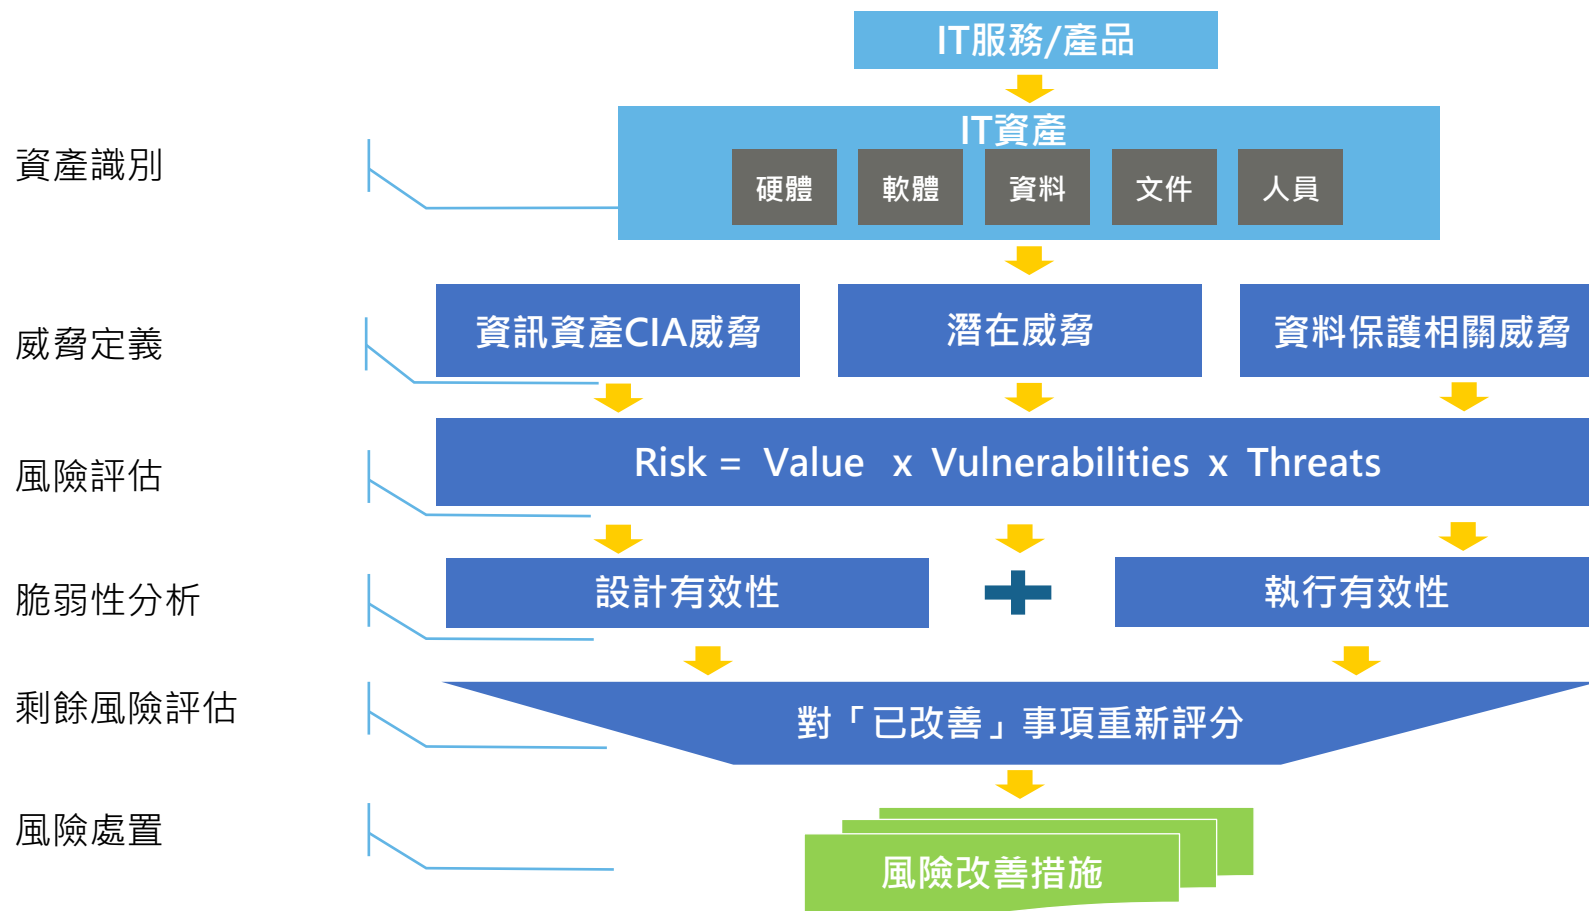 IT服務/產品
IT資產
資產識別
硬體
軟體
資料
文件
人員
威脅定義
資訊資產CIA威脅
潛在威脅
資料保護相關威脅
風險評估
Risk = Value x Vulnerabilities x Threats
脆弱性分析
設計有效性
執行有效性
剩餘風險評估
對「已改善」事項重新評分
風險處置
風險改善措施